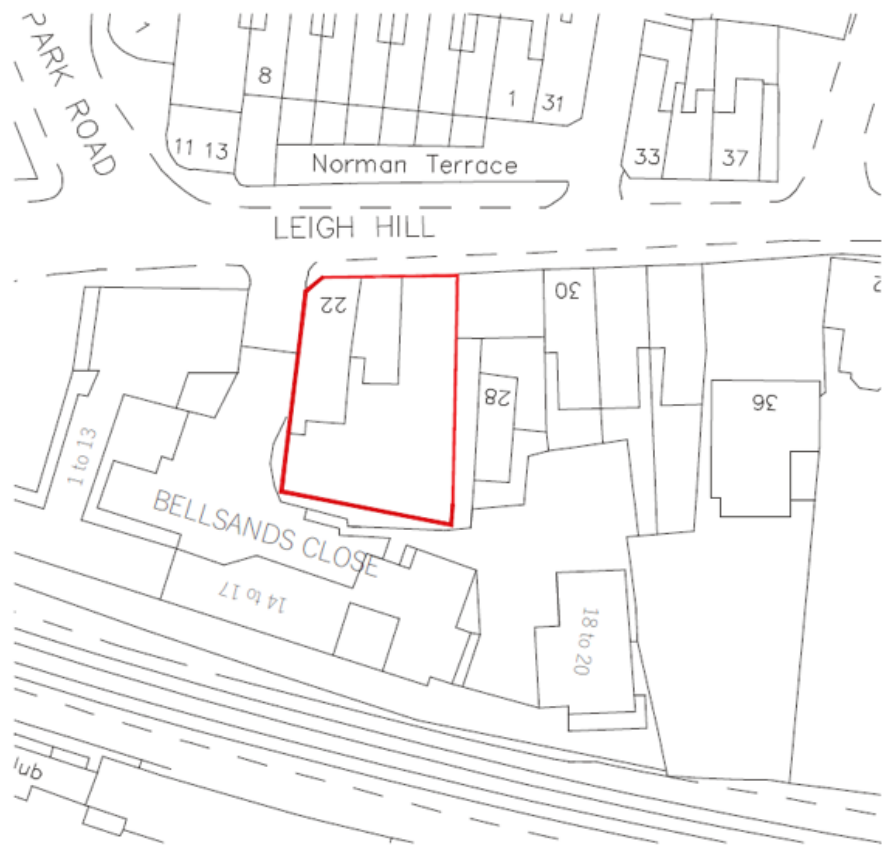 PARK ROAD
1
8
1
31
11 13
Norman Terrace
33
37
LEIGH HILL
22
30
28
36
1 to 13
BELLSANDS CLOSE
14 to 17
18 to 20
lub